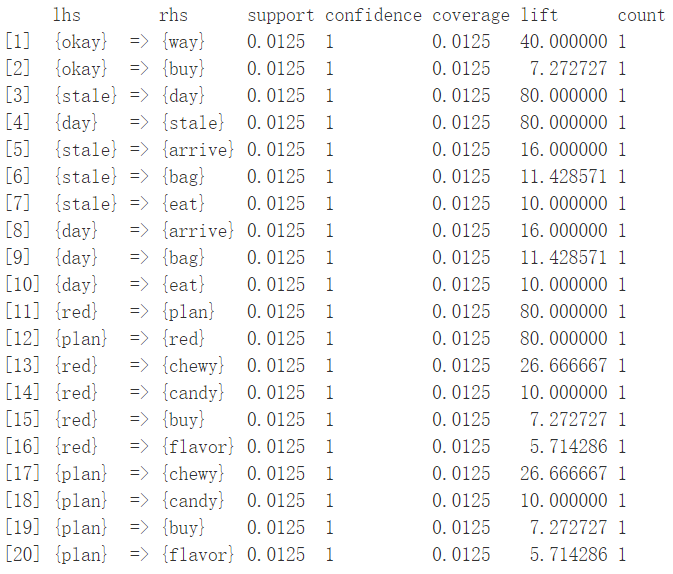 lhs rhs support confidence coverage lift count
[1] {okay} => {way} 0.0125 1 0.0125 40.000000 1
[2] {okay} => {buy} 0.0125 1 0.0125 7.272727 1
[3] {stale} => {day} 0.0125 1 0.0125 80.000000 1
[4] {day} => {stale} 0.0125 1 0.0125 80.000000 1
[5] {stale} => {arrive} 0.0125 1 0.0125 16.000000 1
[6] {stale} => {bag} 0.0125 1 0.0125 11.428571 1
[7] {stale} => {eat} 0.0125 1 0.0125 10.000000 1
[8] {day} => {arrive} 0.0125 1 0.0125 16.000000 1
[9] {day} => {bag} 0.0125 1 0.0125 11.428571 1
[10] {day} => {eat} 0.0125 1 0.0125 10.000000 1
[11] {red} => {plan} 0.0125 1 0.0125 80.000000 1
[12] {plan} => {red} 0.0125 1 0.0125 80.000000 1
[13] {red} => {chewy} 0.0125 1 0.0125 26.666667 1
[14] {red} => {candy} 0.0125 1 0.0125 10.000000 1
[15] {red} => {buy} 0.0125 1 0.0125 7.272727 1
[16] {red} => {flavor} 0.0125 1 0.0125 5.714286 1
[17] {plan} => {chewy} 0.0125 1 0.0125 26.666667 1
[18] {plan} => {candy} 0.0125 1 0.0125 10.000000 1
[19] {plan} => {buy} 0.0125 1 0.0125 7.272727 1
[20] {plan} => {flavor} 0.0125 1 0.0125 5.714286 1